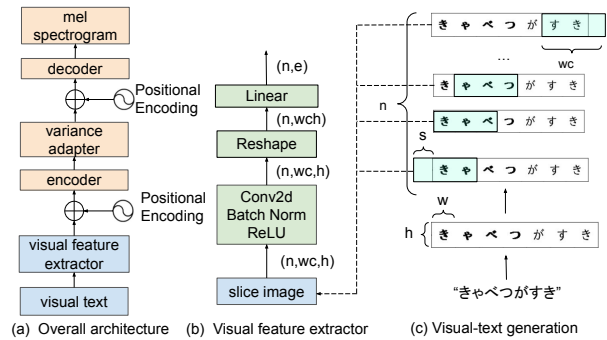 mel
spectrogram
decoder
Positional
Encoding
variance
adapter
encoder
Positional
Encoding
visual feature
extractor
visual text
(a) Overall architecture
(n,e)
Linear
(n,wch)
Reshape
(n,wc,h)
Conv2d
Batch Norm
ReLU
(n,wc,h)
slice image
(b) Visual feature extractor
き ゃ べ つ が す き
wc
...
き ゃ べ つ が す き
n
き ゃ べ つ が す き
s
き ゃ べ つ が す き
w
h
き ゃ べ つ が す き
“きゃべつがすき”
(c) Visual-text generation